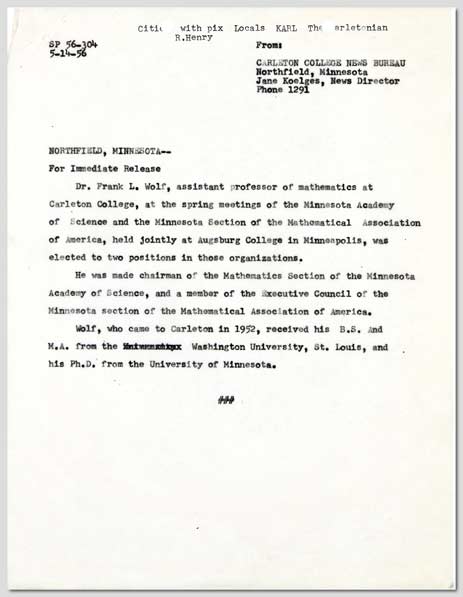 with pix Locals KARL
R.Henry
SP 56-304
5-14-56
From:
CARLETON COLLEGE NEWS BUREAU
Northfield, Minnesota
Jane Koelges, News Director
Phone 1291
NORTHFIELD, MINNESOTA--
For Immediate Release
Dr. Frank L. Wolf, assistant professor of mathematics at
Carleton College, at the spring meetings of the Minnesota Academy
of Science and the Minnesota Section of the Mathematical Association
of America, held jointly at Augsburg College in Minneapolis, was
elected to two positions in those organizations.
He was made chairman of the Mathematics Section of the Minnesota
Academy of Science, and a member of the Executive Council of the
Minnesota section of the Mathematical Association of America.
Wolf, who came to Carleton in 1952, received his B.S. And
M.A. from the Washington University, St. Louis, and
his Ph.D. from the University of Minnesota.
###